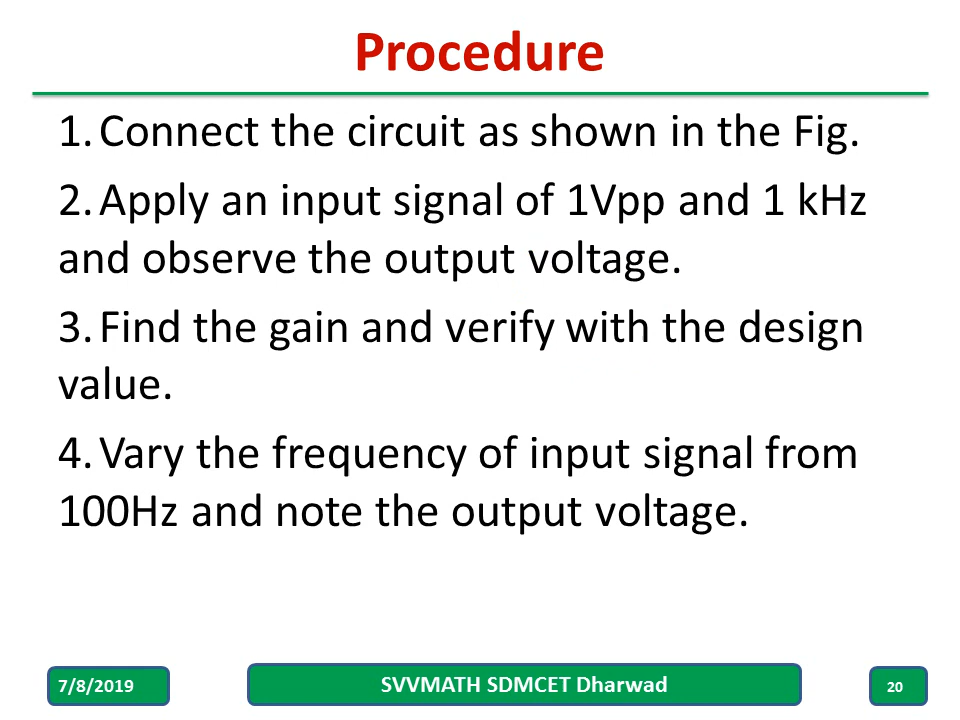 Procedure
1. Connect the circuit as shown in the Fig.
2. Apply an input signal of 1Vpp and 1 kHz
and observe the output voltage.
3. Find the gain and verify with the design
value.
4. Vary the frequency of input signal from
100Hz and note the output voltage.
7/8/2019
SVVMATH SDMCET Dharwad
20